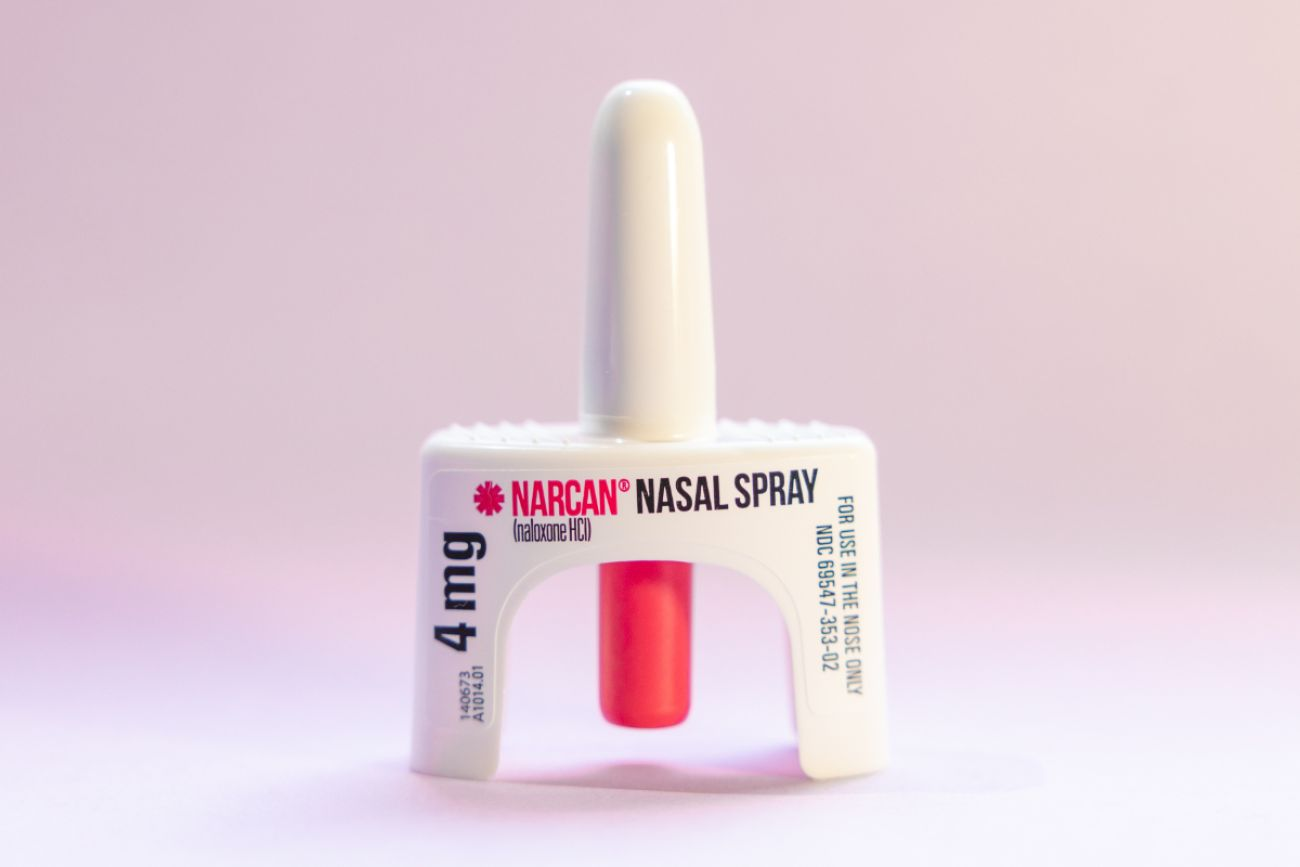 NARCAN® NASAL SPRAY
(naloxone HCl)
4 mg
140673
A1014.01
FOR USE IN THE NOSE ONLY
NDC 69547-353-02